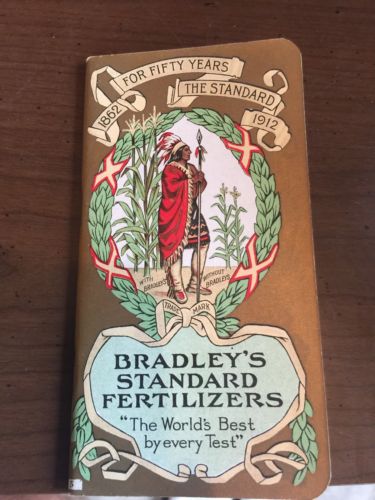 FOR FIFTY YEARS
THE STANDARD
1862
1912
WITH BRADLEY'S
WITHOUT BRADLEYS
TRADE MARK
BRADLEY'S
STANDARD
FERTILIZERS
"The World's Best
by every Test"